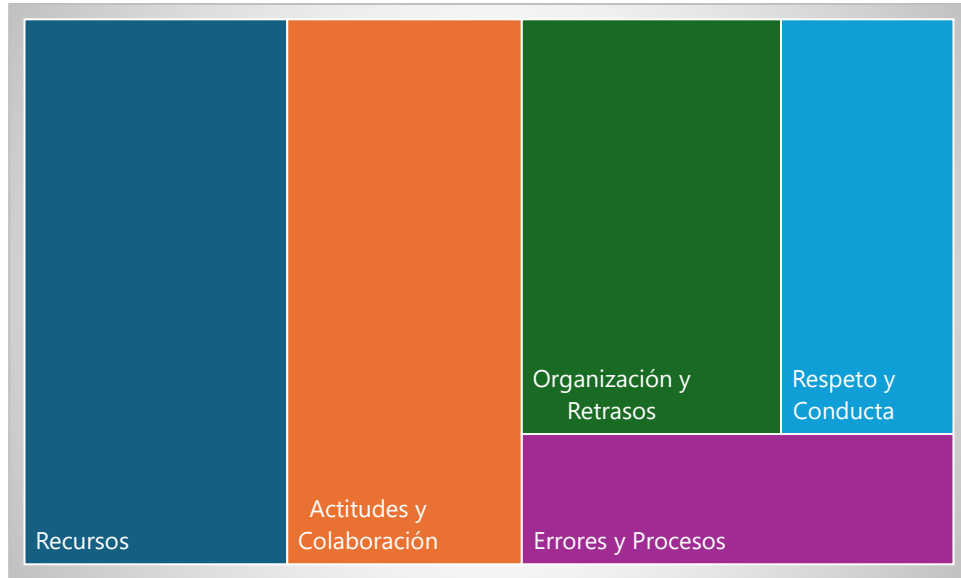 Recursos
Actitudes y
Colaboración
Organización y
Retrasos
Respeto y
Conducta
Errores y Procesos